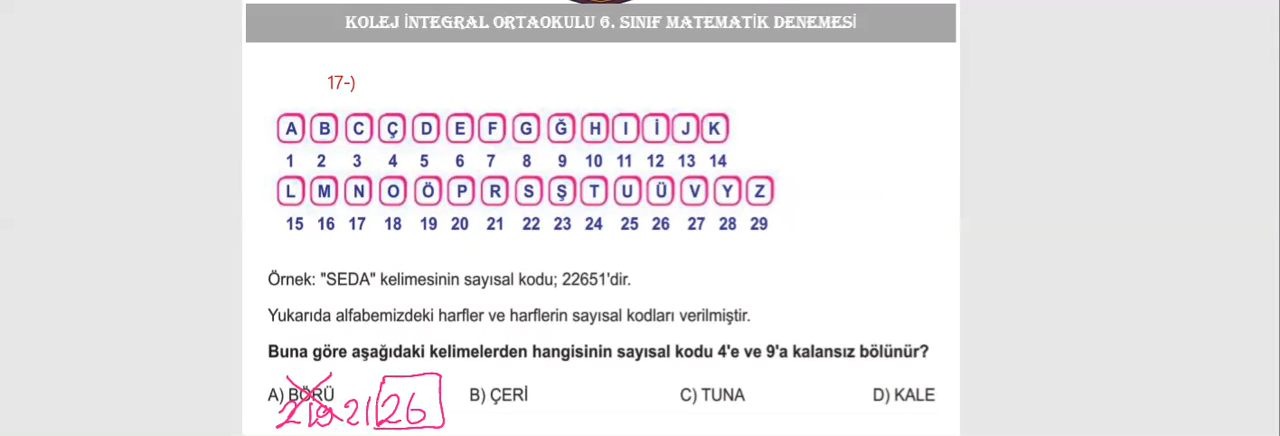 KOLEJ İNTEGRAL ORTAOKULU 6. SINIF MATEMATİK DENEMESİ
17-)
A B C Ç D E F G Ğ H I İ J K
1 2 3 4 5 6 7 8 9 10 11 12 13 14
L M N O Ö P R S Ş T U Ü V Y Z
15 16 17 18 19 20 21 22 23 24 25 26 27 28 29
Örnek: "SEDA" kelimesinin sayısal kodu; 22651'dir.
Yukarıda alfabemizdeki harfler ve harflerin sayısal kodları verilmiştir.
Buna göre aşağıdaki kelimelerden hangisinin sayısal kodu 4'e ve 9'a kalansız bölünür?
A) BÖRÜ B) ÇERİ C) TUNA D) KALE
2 19 21 26